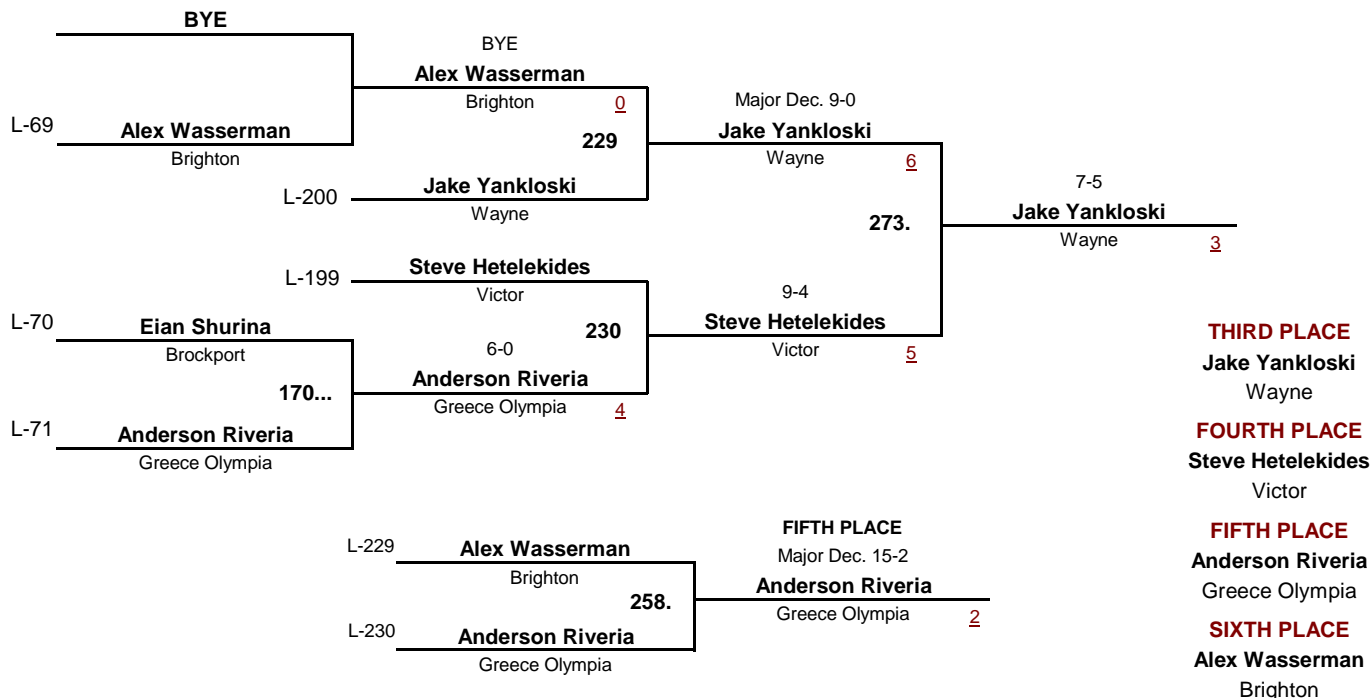 BYE
BYE
Alex Wasserman
Brighton
0
L-69
Alex Wasserman
Brighton
229
Major Dec. 9-0
Jake Yankloski
Wayne
6
L-200
Jake Yankloski
Wayne
273.
7-5
Jake Yankloski
Wayne
3
L-199
Steve Hetelekides
Victor
230
9-4
Steve Hetelekides
Victor
5
L-70
Eian Shurina
Brockport
170...
6-0
Anderson Riveria
Greece Olympia
4
L-71
Anderson Riveria
Greece Olympia
THIRD PLACE
Jake Yankloski
Wayne
FOURTH PLACE
Steve Hetelekides
Victor
FIFTH PLACE
Anderson Riveria
Greece Olympia
SIXTH PLACE
Alex Wasserman
Brighton
L-229
Alex Wasserman
Brighton
258.
L-230
Anderson Riveria
Greece Olympia
FIFTH PLACE
Major Dec. 15-2
Anderson Riveria
Greece Olympia
2